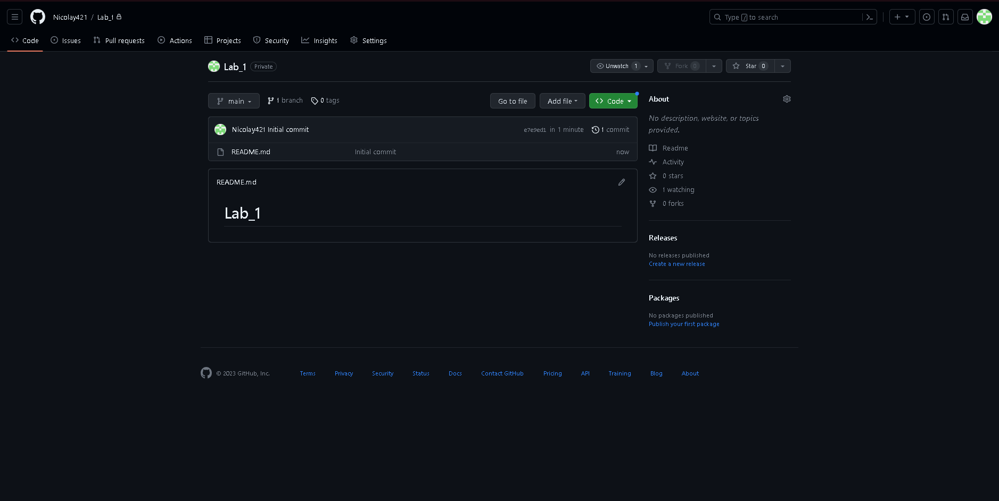 Nicolay421 / Lab_1
Type / to search
Code Issues Pull requests Actions Projects Security Insights Settings
Lab_1 Private
Unwatch 1 Fork 0 Star 0
main 1 branch 0 tags
Go to file Add file Code
Nicolay421 Initial commit e7e9ed1 in 1 minute 1 commit
README.md Initial commit now
README.md
Lab_1
About
No description, website, or topics
provided.
Readme
Activity
0 stars
1 watching
0 forks
Releases
No releases published
Create a new release
Packages
No packages published
Publish your first package
© 2023 GitHub, Inc. Terms Privacy Security Status Docs Contact GitHub Pricing API Training Blog About